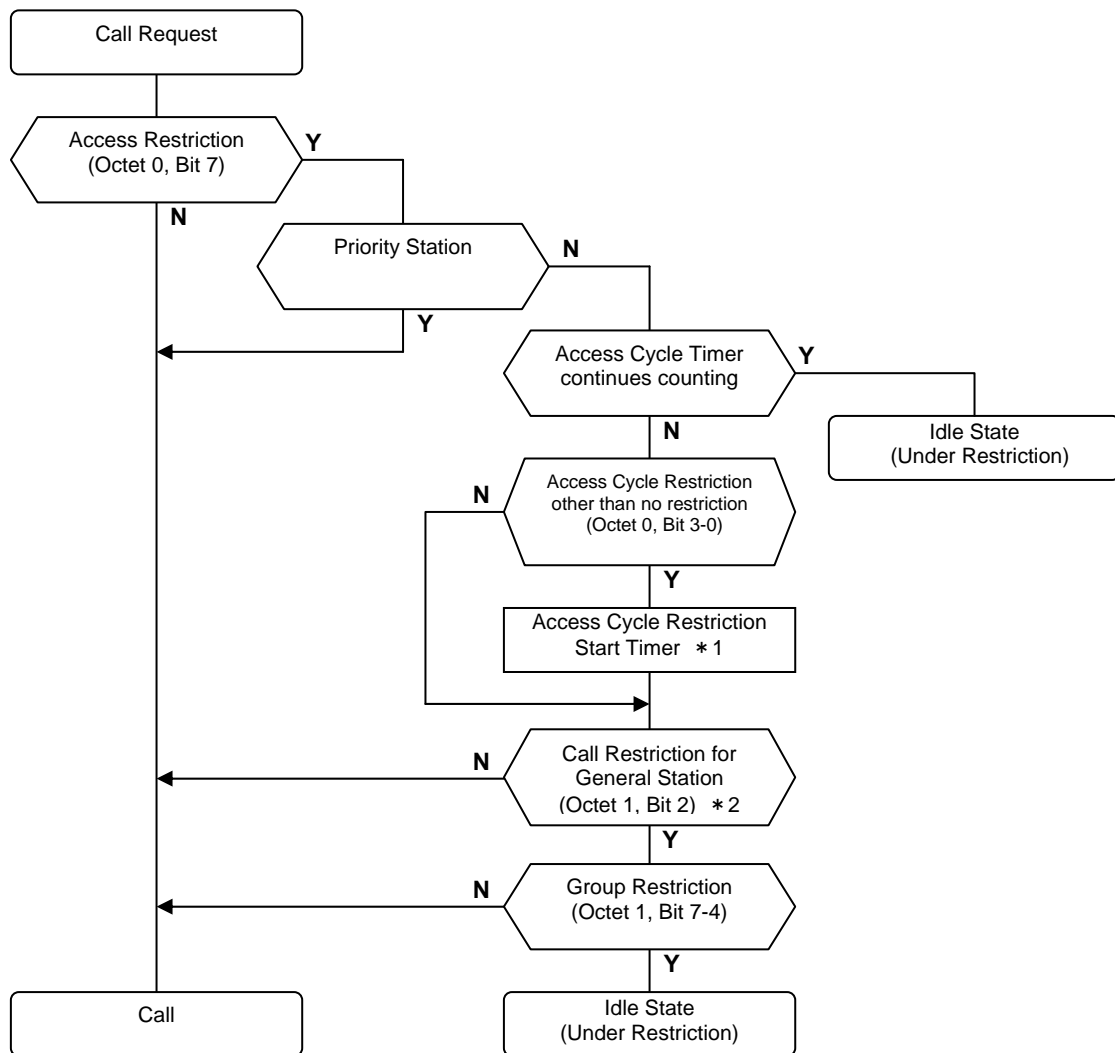 Call Request
Access Restriction
(Octet 0, Bit 7)
Y
N
Priority Station
N
Y
Access Cycle Timer
continues counting
Y
N
Idle State
(Under Restriction)
Access Cycle Restriction
other than no restriction
(Octet 0, Bit 3-0)
N
Y
Access Cycle Restriction
Start Timer *1
Call Restriction for
General Station
(Octet 1, Bit 2) *2
N
Y
Group Restriction
(Octet 1, Bit 7-4)
N
Y
Call
Idle State
(Under Restriction)